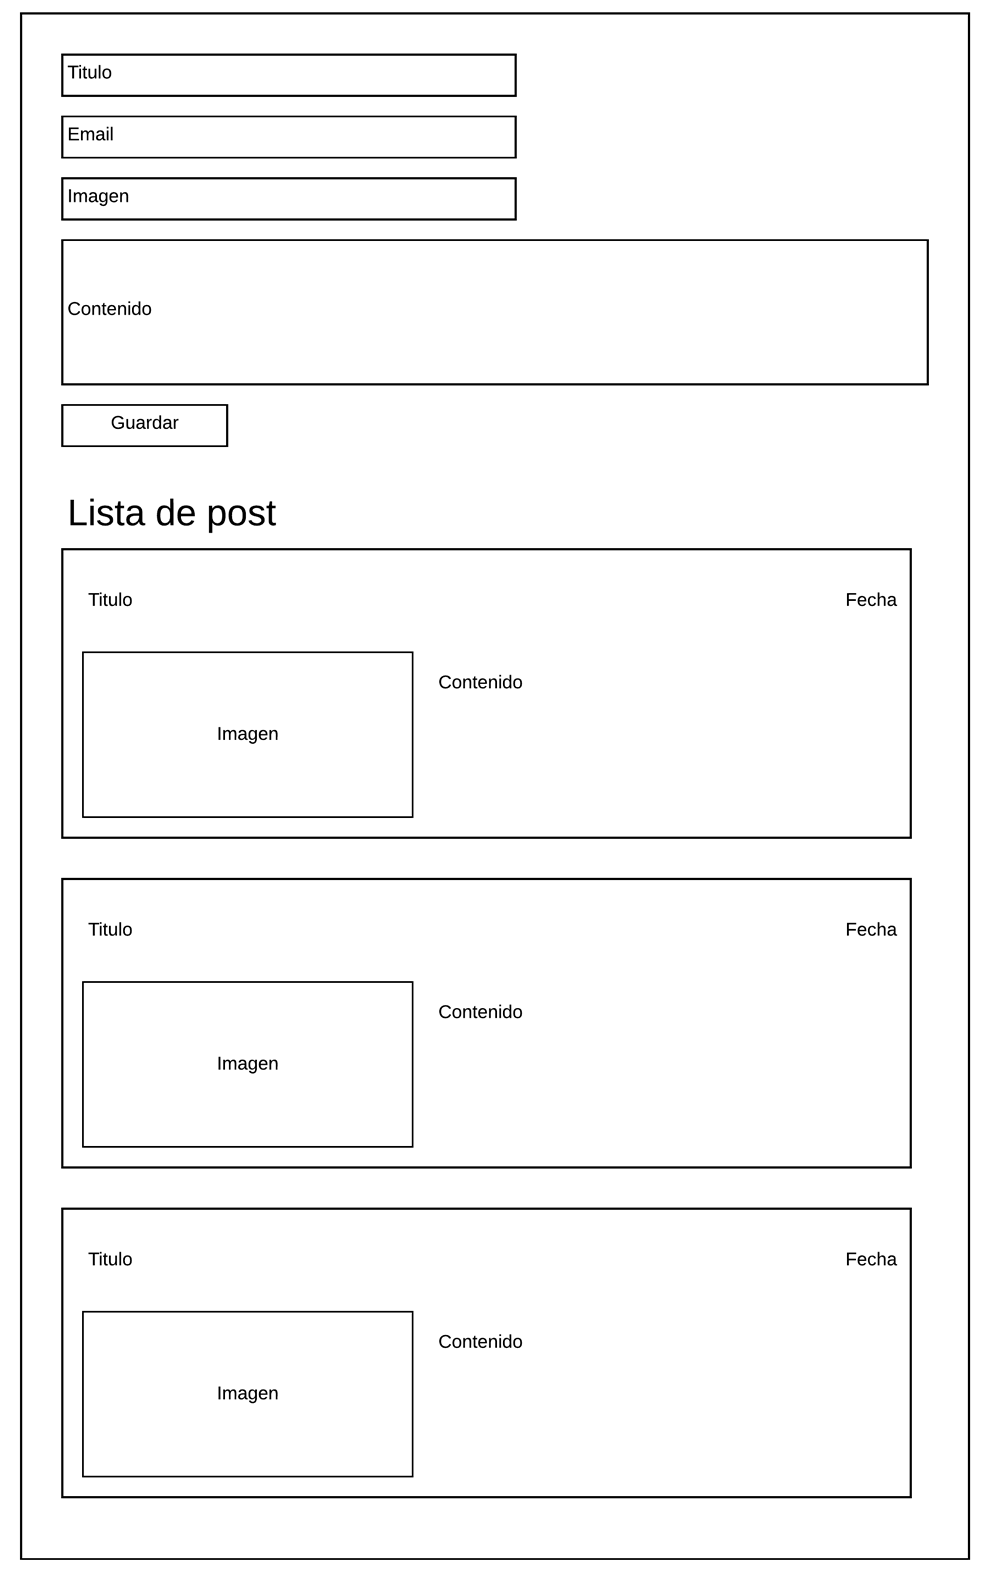 Titulo
Email
Imagen
Contenido
Guardar
Lista de post
Titulo
Fecha
Contenido
Imagen
Titulo
Fecha
Contenido
Imagen
Titulo
Fecha
Contenido
Imagen